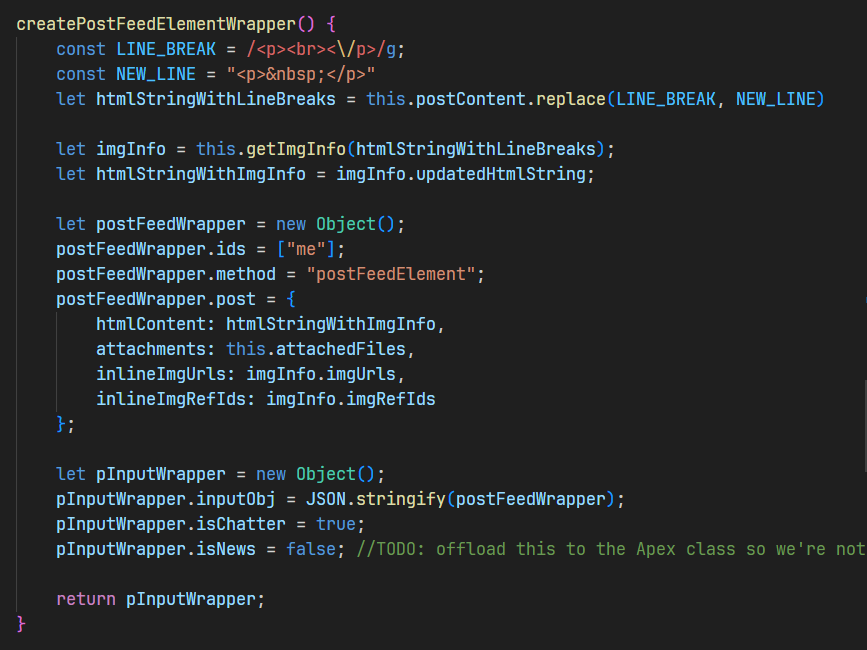 createPostFeedElementWrapper() {
    const LINE_BREAK = /<p><br><\/p>/g;
    const NEW_LINE = "<p>&nbsp;</p>"
    let htmlStringWithLineBreaks = this.postContent.replace(LINE_BREAK, NEW_LINE)

    let imgInfo = this.getImgInfo(htmlStringWithLineBreaks);
    let htmlStringWithImgInfo = imgInfo.updatedHtmlString;

    let postFeedWrapper = new Object();
    postFeedWrapper.ids = ["me"];
    postFeedWrapper.method = "postFeedElement";
    postFeedWrapper.post = {
        htmlContent: htmlStringWithImgInfo,
        attachments: this.attachedFiles,
        inlineImgUrls: imgInfo.imgUrls,
        inlineImgRefIds: imgInfo.imgRefIds
    };

    let pInputWrapper = new Object();
    pInputWrapper.inputObj = JSON.stringify(postFeedWrapper);
    pInputWrapper.isChatter = true;
    pInputWrapper.isNews = false; //TODO: offload this to the Apex class so we're not

    return pInputWrapper;
}